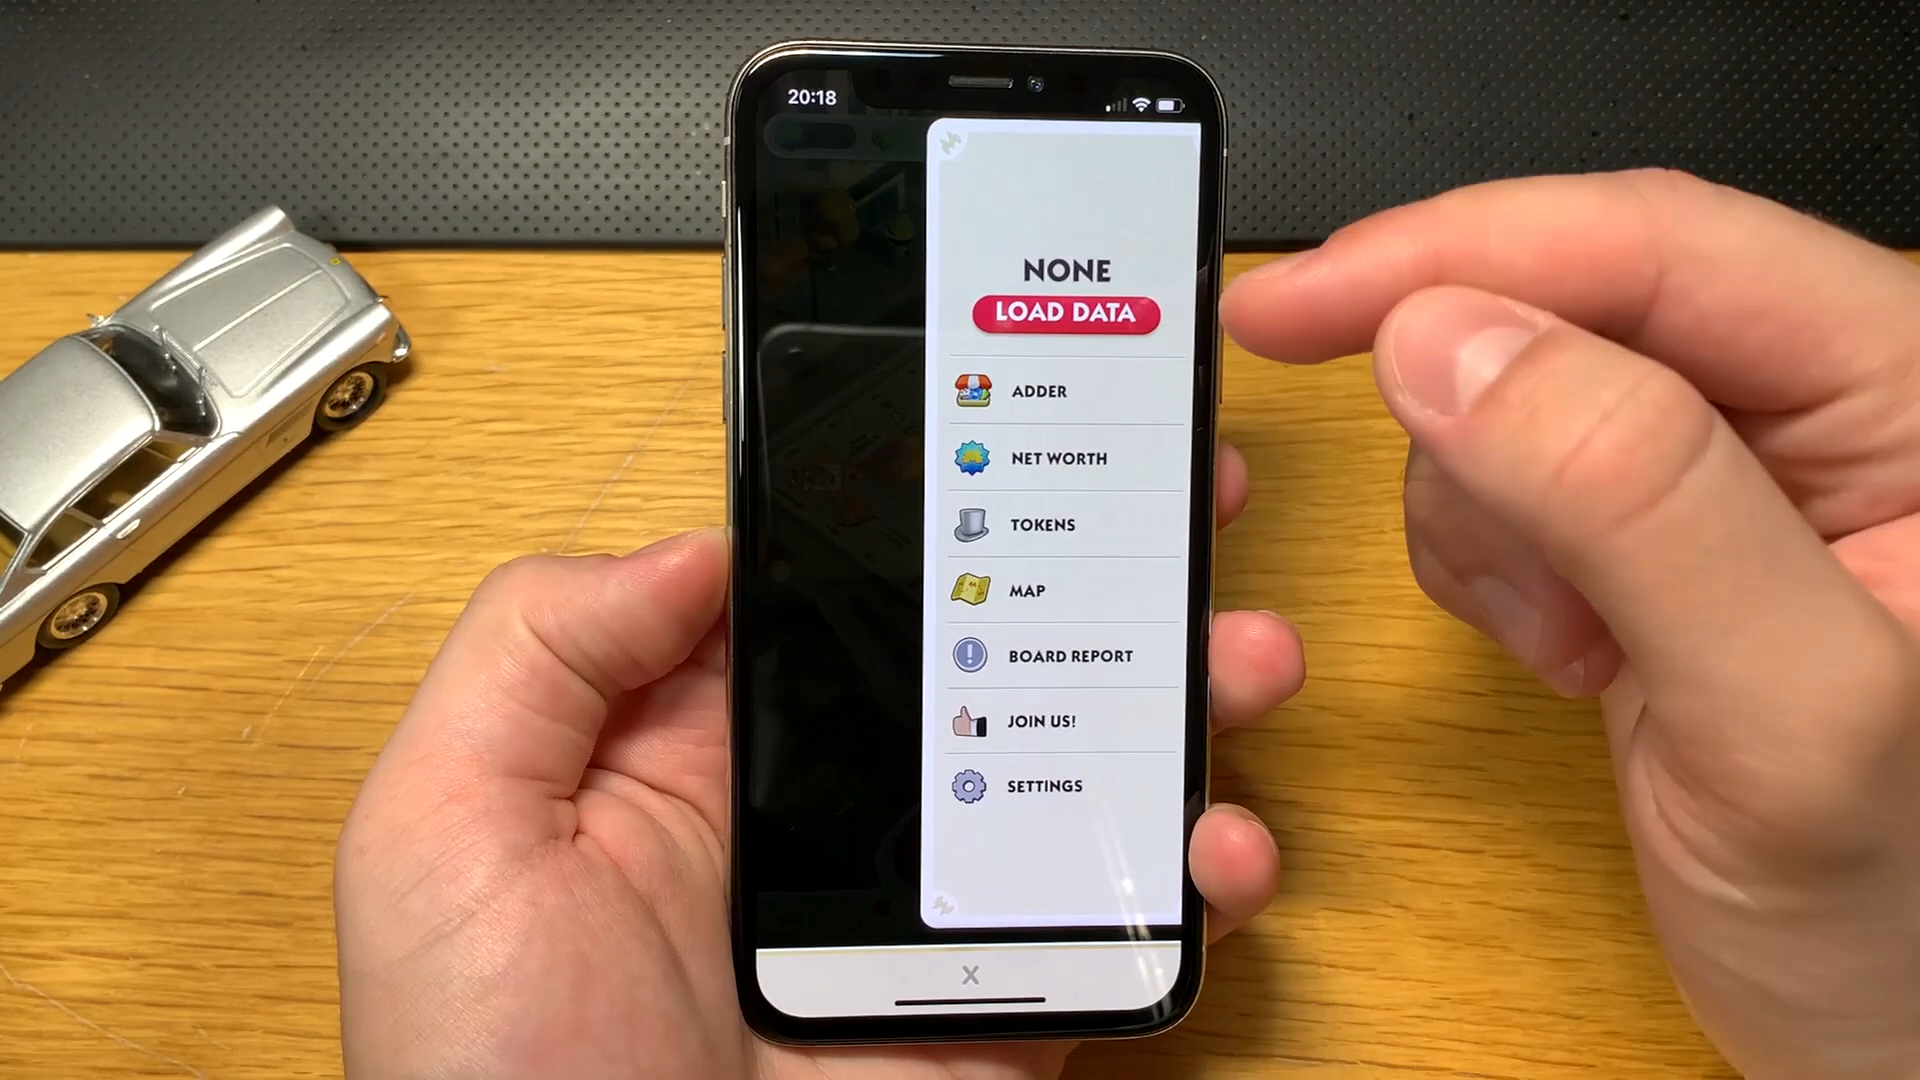 20:18
NONE
LOAD DATA
ADDER
NET WORTH
TOKENS
MAP
BOARD REPORT
JOIN US!
SETTINGS
X